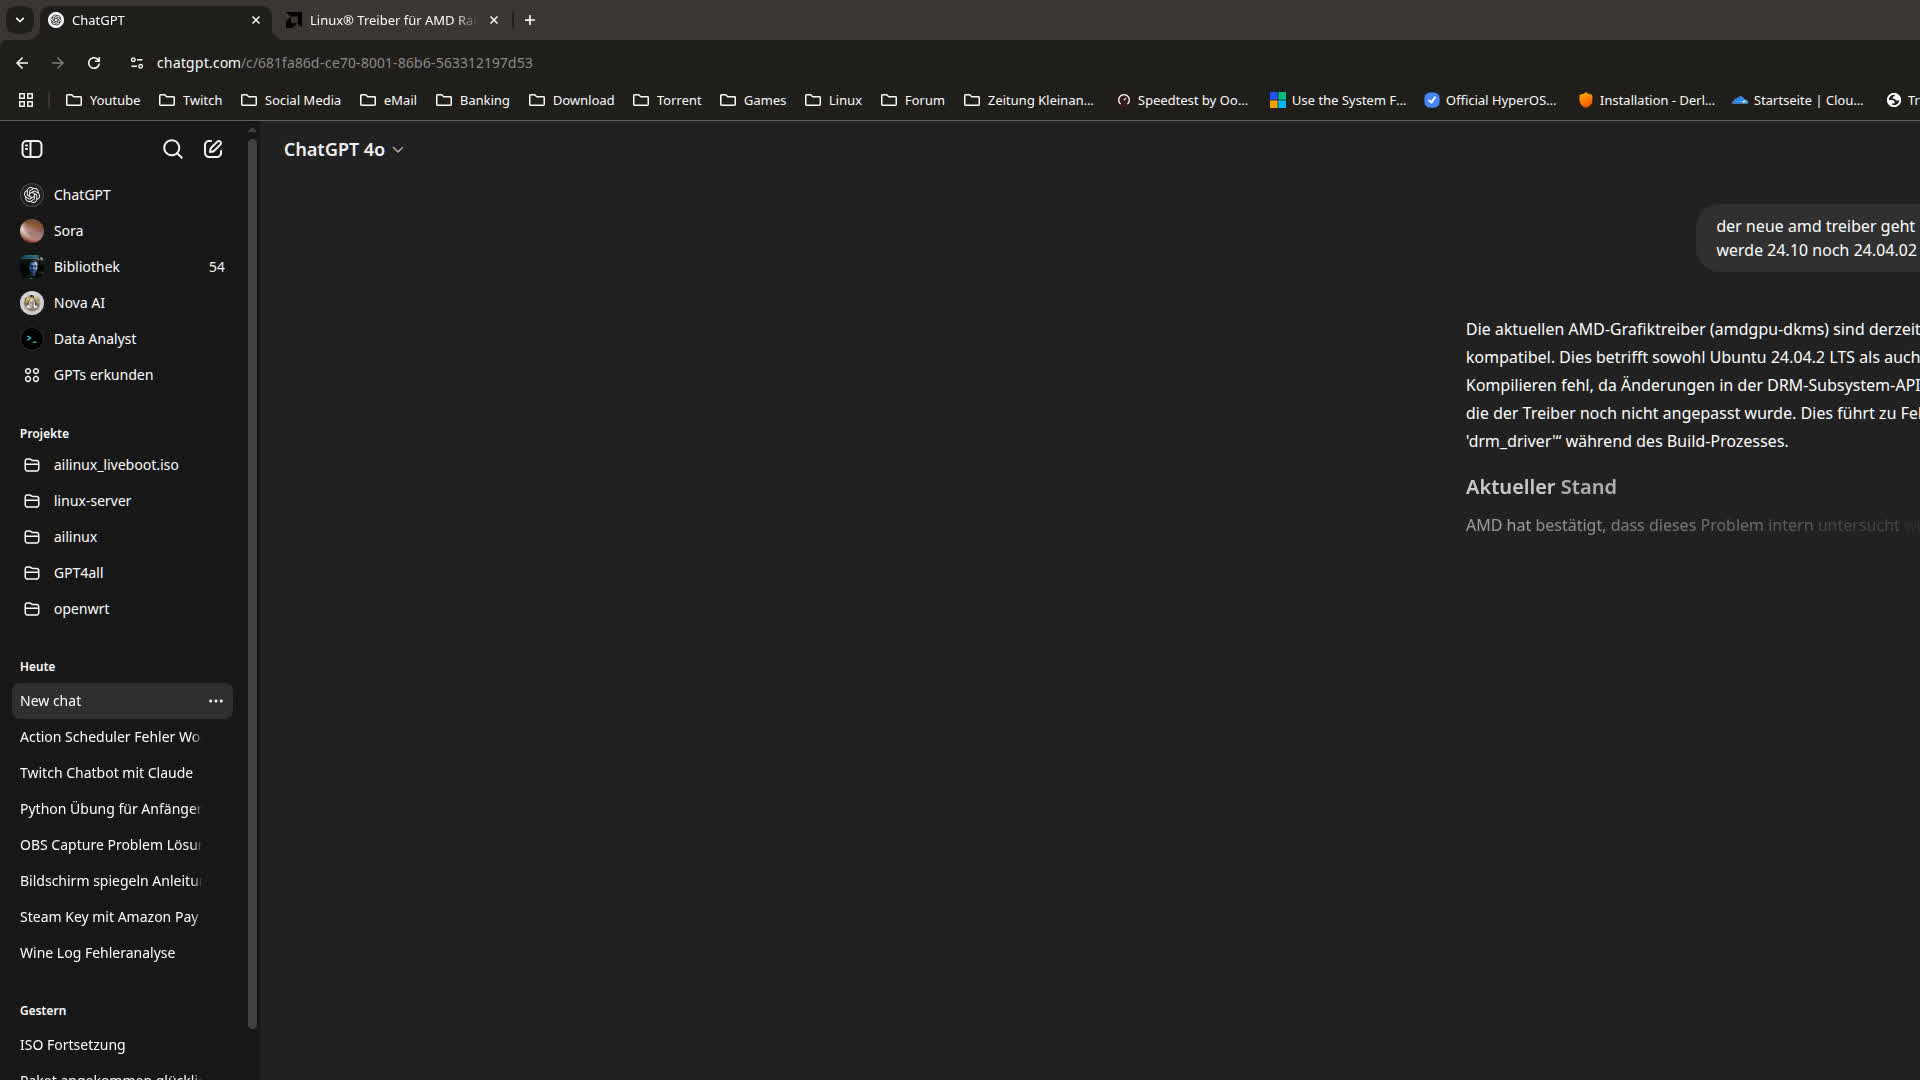 ChatGPT
Linux® Treiber für AMD Ra
chatgpt.com/c/681fa86d-ce70-8001-86b6-563312197d53
Youtube Twitch Social Media eMail Banking Download Torrent Games Linux Forum Zeitung Kleinan... Speedtest by Oo... Use the System F... Official HyperOS... Installation - Derl... Startseite | Clou... Tr
ChatGPT 4o
ChatGPT
Sora
Bibliothek 54
Nova AI
Data Analyst
GPTs erkunden
Projekte
ailinux_liveboot.iso
linux-server
ailinux
GPT4all
openwrt
Heute
New chat
Action Scheduler Fehler Wo
Twitch Chatbot mit Claude
Python Übung für Anfänger
OBS Capture Problem Lösu
Bildschirm spiegeln Anleitu
Steam Key mit Amazon Pay
Wine Log Fehleranalyse
Gestern
ISO Fortsetzung
der neue amd treiber geht
werde 24.10 noch 24.04.02
Die aktuellen AMD-Grafiktreiber (amdgpu-dkms) sind derzeit
kompatibel. Dies betrifft sowohl Ubuntu 24.04.2 LTS als auch
Kompilieren fehl, da Änderungen in der DRM-Subsystem-API
die der Treiber noch nicht angepasst wurde. Dies führt zu Fe
'drm_driver'“ während des Build-Prozesses.
Aktueller Stand
AMD hat bestätigt, dass dieses Problem intern untersucht